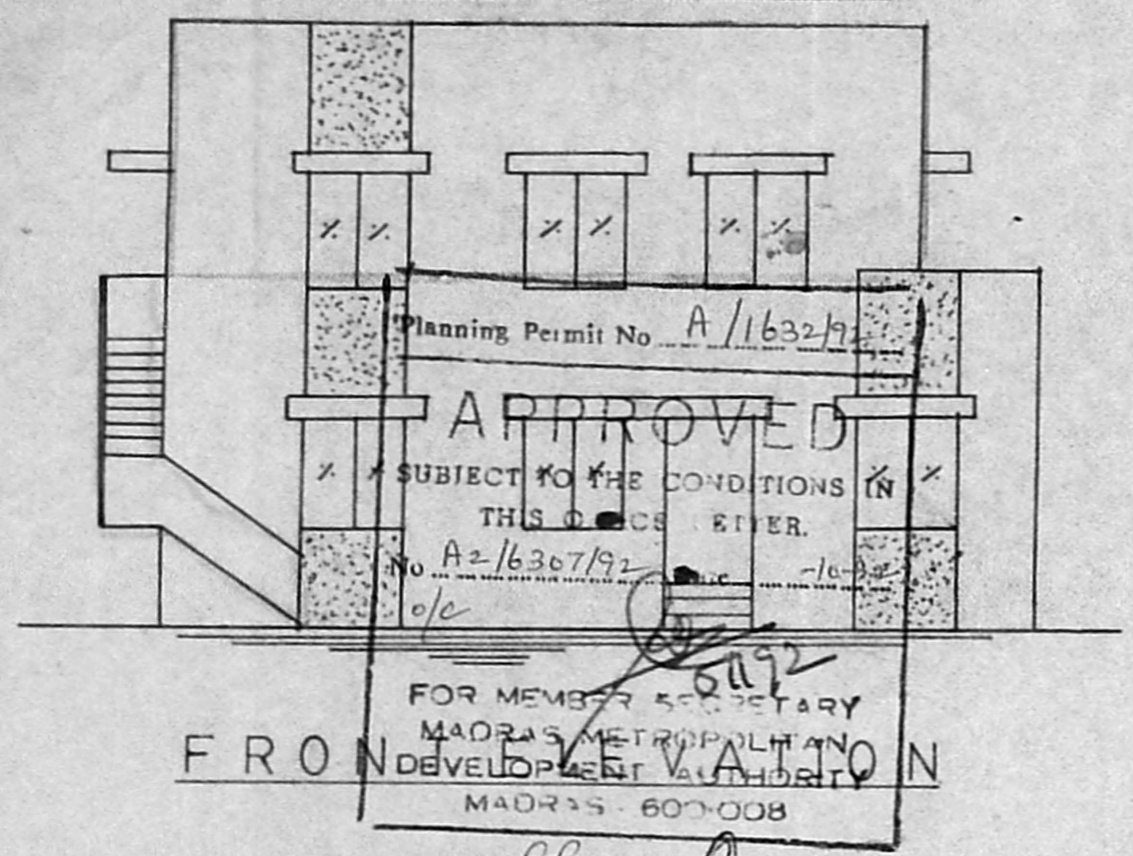 Planning Permit No A/1632/92
APPROVED
SUBJECT TO THE CONDITIONS IN
THIS LETTER.
No A2/6307/92
o/c
FOR MEMBER SECRETARY
MADRAS METROPOLITAN
DEVELOPMENT AUTHORITY
MADRAS - 600-008
FRONT ELEVATION